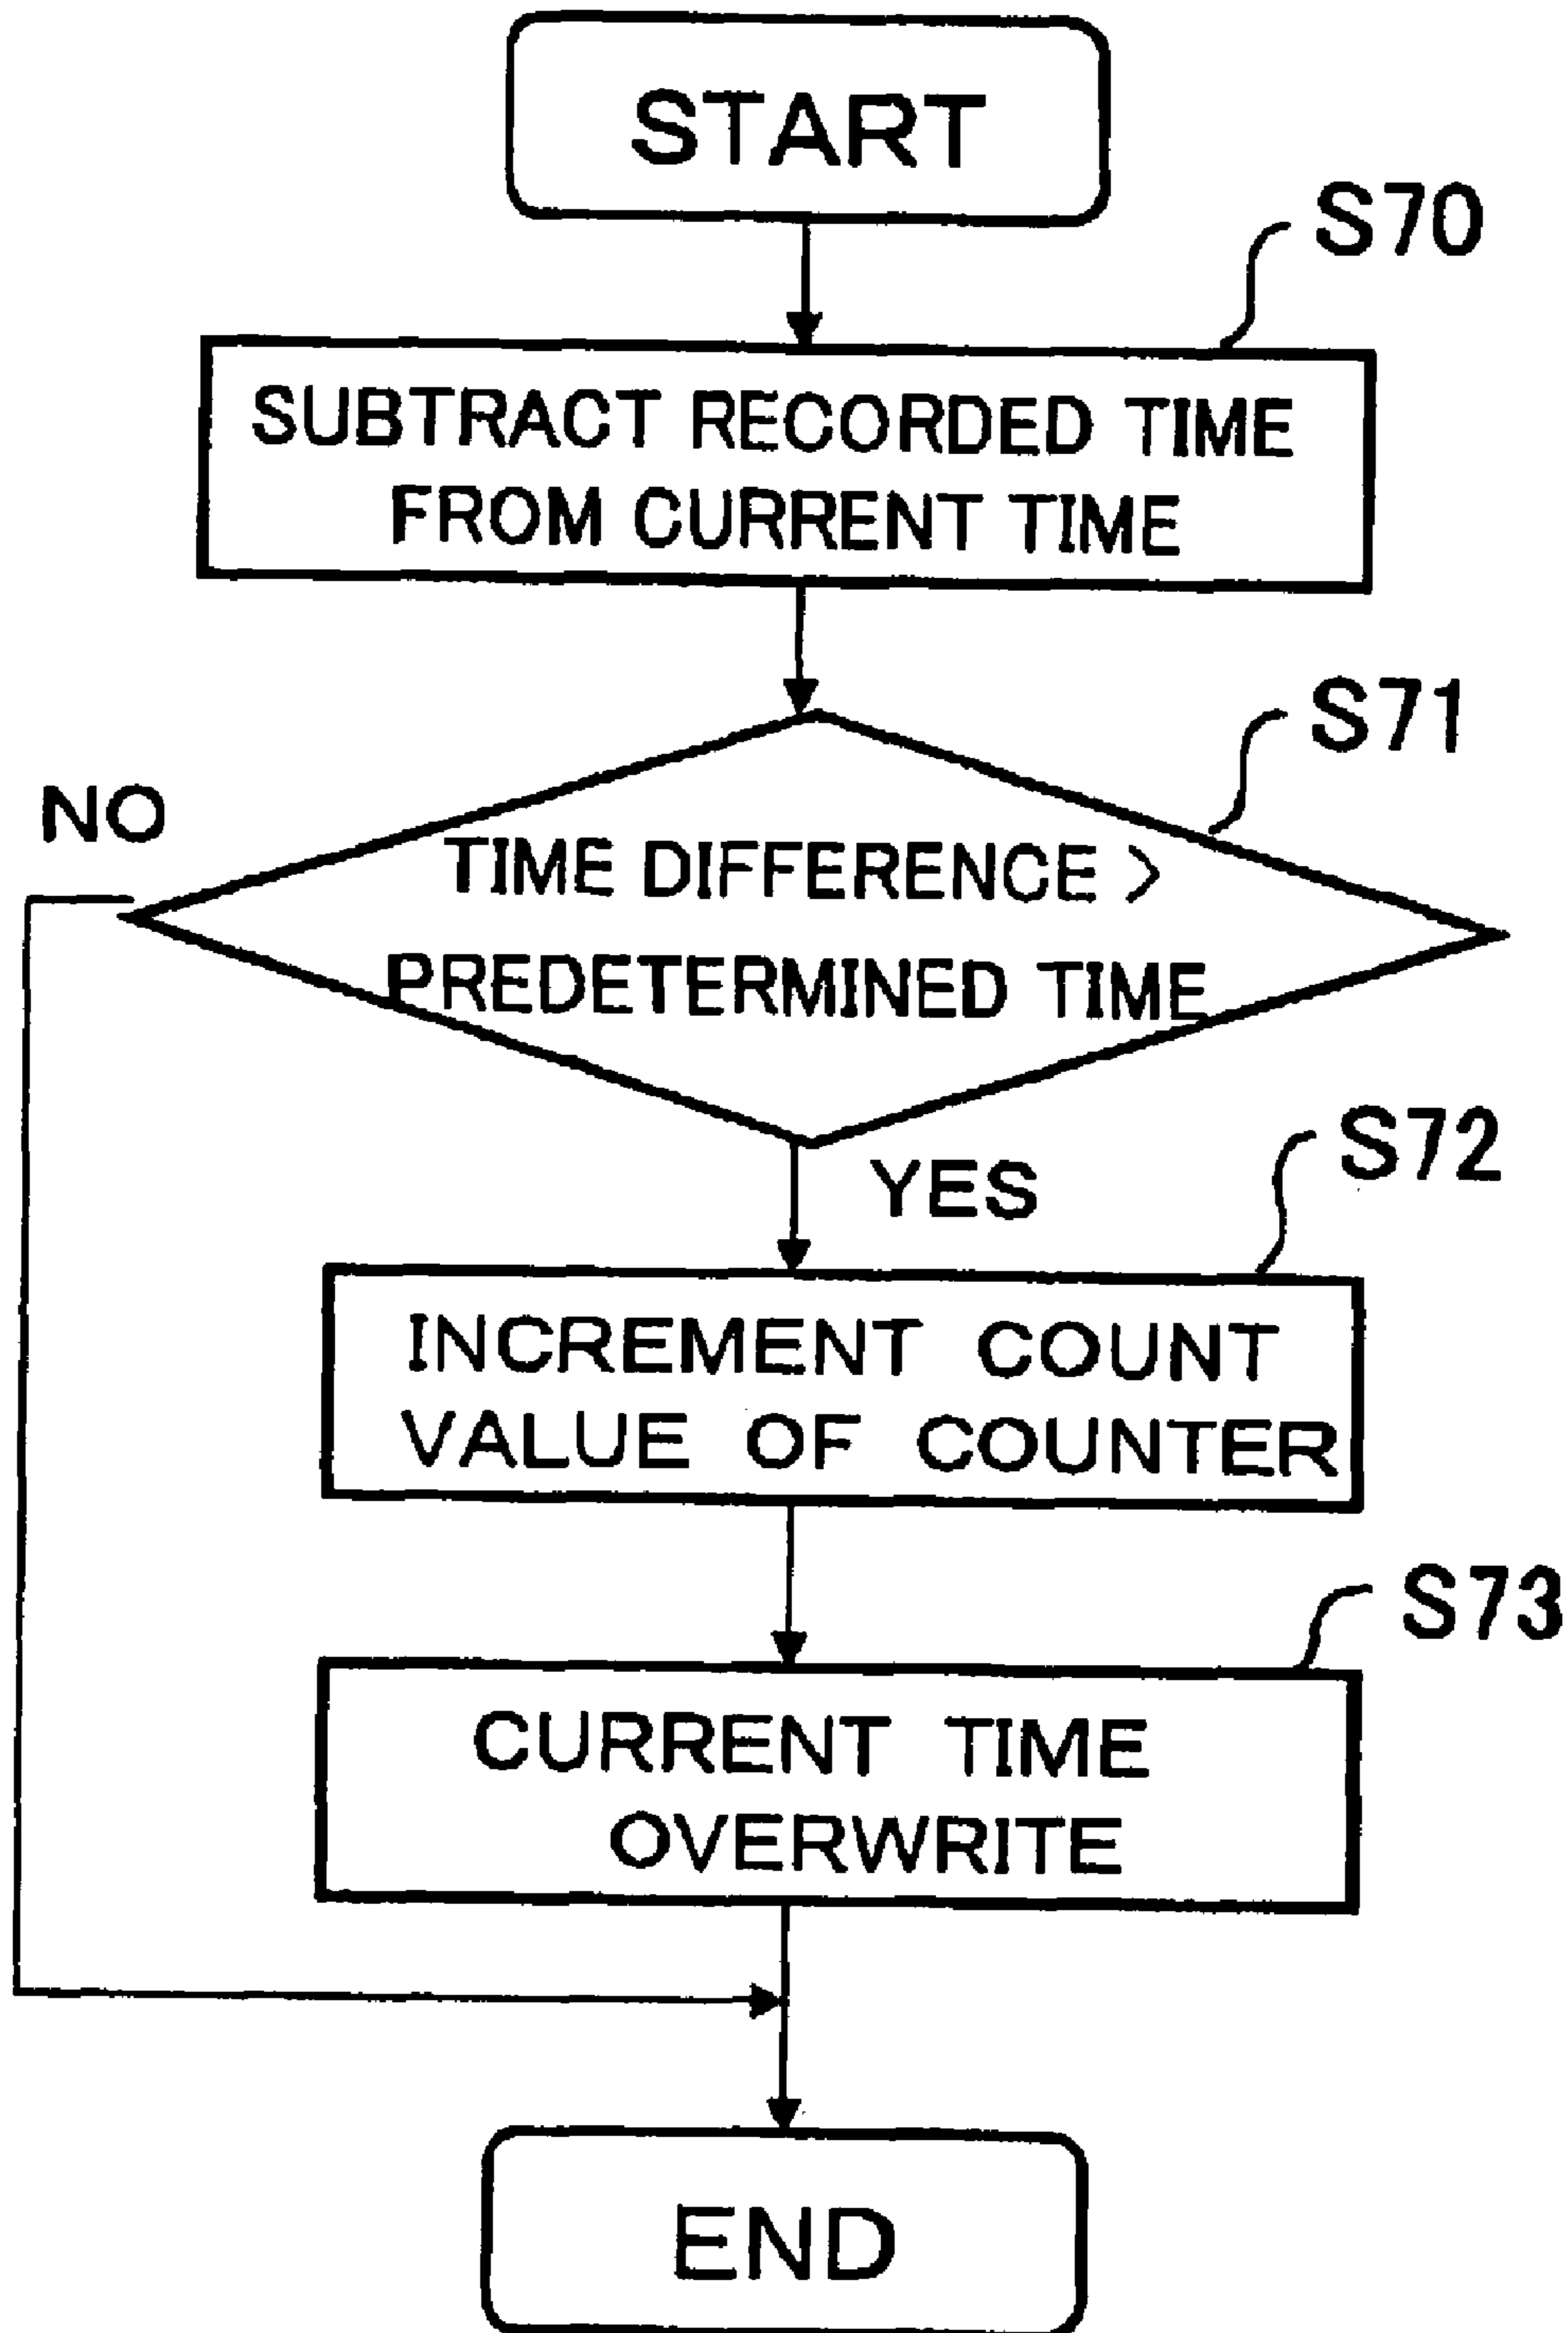 START
S70
SUBTRACT RECORDED TIME
FROM CURRENT TIME
S71
NO
TIME DIFFERENCE >
PREDETERMINED TIME
YES
S72
INCREMENT COUNT
VALUE OF COUNTER
S73
CURRENT TIME
OVERWRITE
END